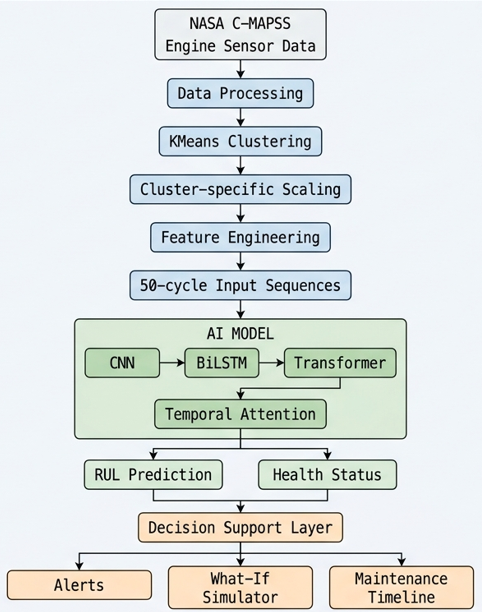 NASA C-MAPSS
Engine Sensor Data
Data Processing
KMeans Clustering
Cluster-specific Scaling
Feature Engineering
50-cycle Input Sequences
AI MODEL
CNN
BiLSTM
Transformer
Temporal Attention
RUL Prediction
Health Status
Decision Support Layer
Alerts
What-If
Simulator
Maintenance
Timeline